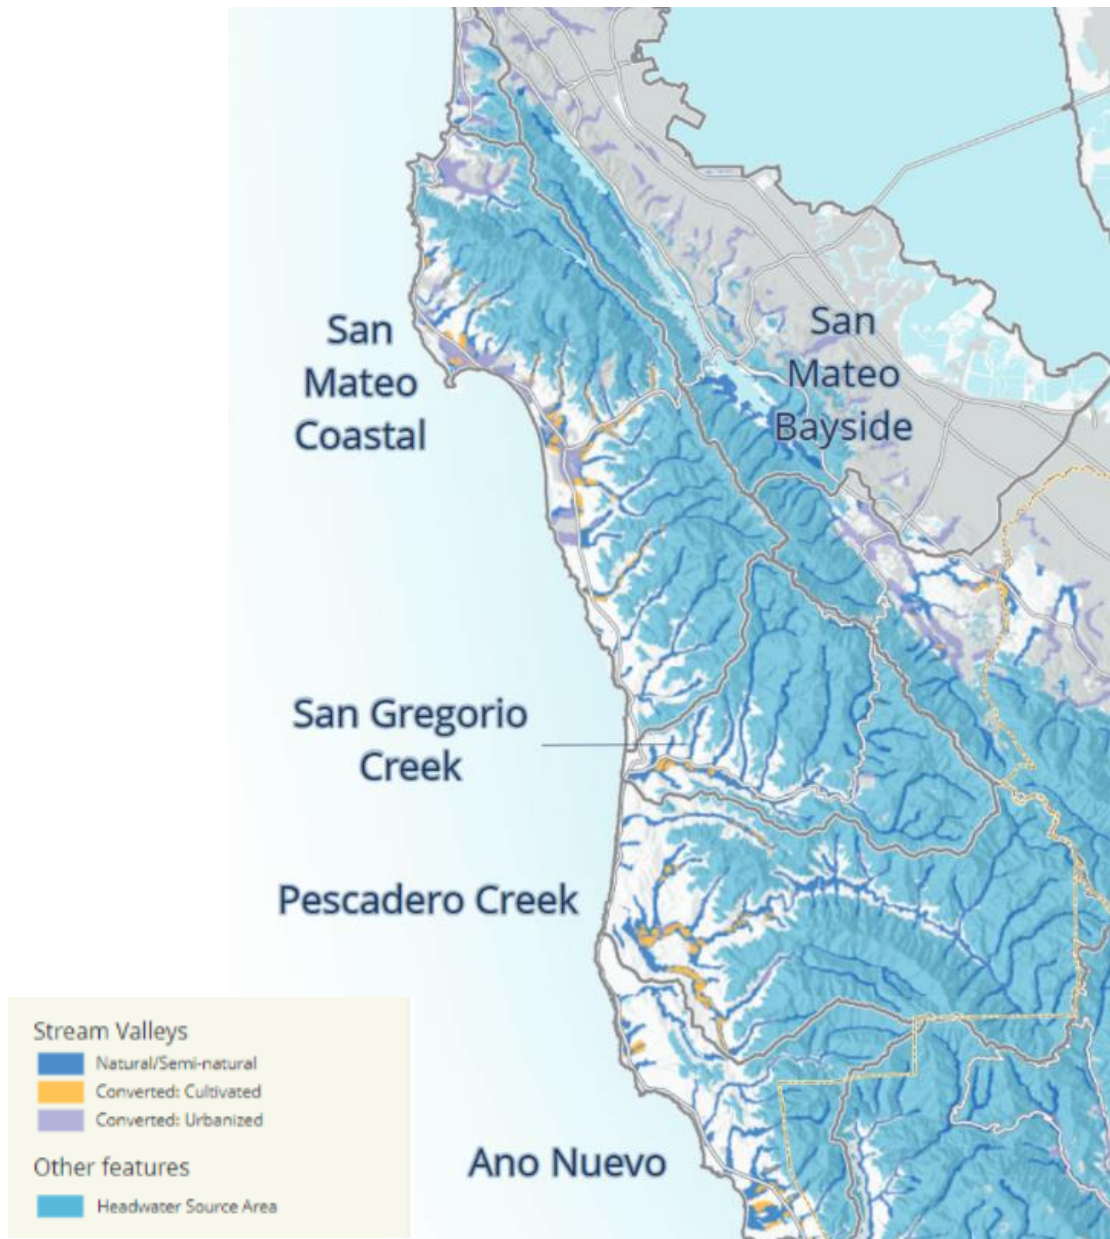 San
Mateo
Coastal
San
Mateo
Bayside
San Gregorio
Creek
Pescadero Creek
Ano Nuevo
Stream Valleys
Natural/Semi-natural
Converted: Cultivated
Converted: Urbanized
Other features
Headwater Source Area